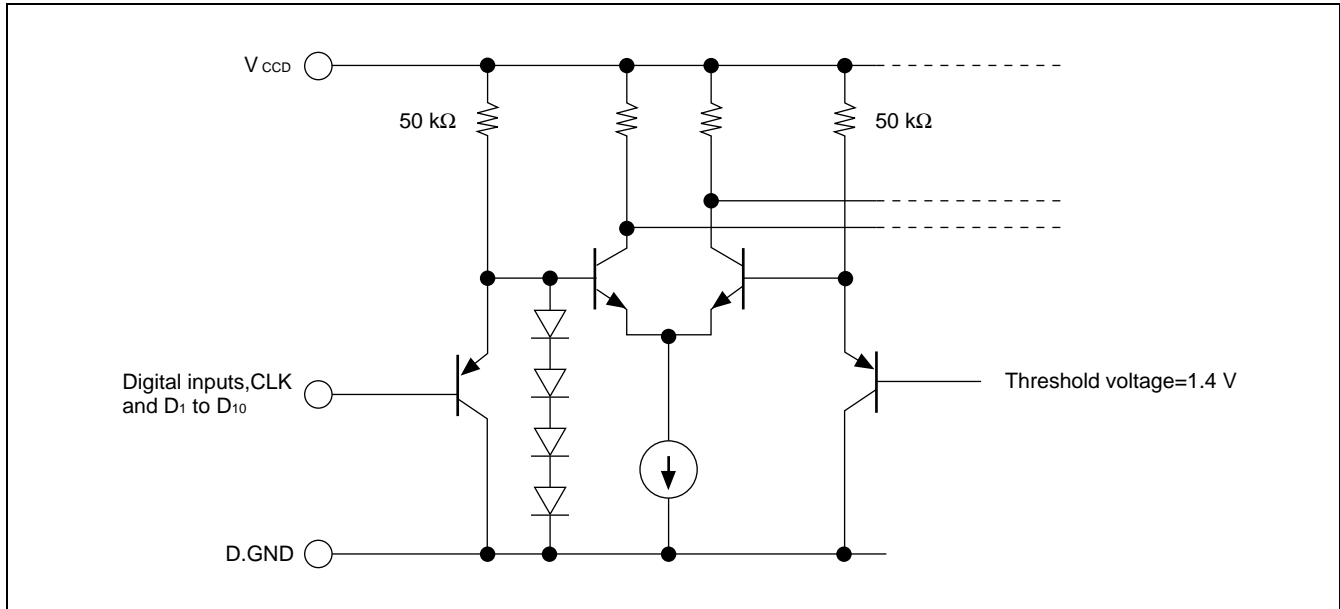 V CCD
50 kΩ
50 kΩ
Digital inputs,CLK
and D1 to D10
Threshold voltage=1.4 V
D.GND